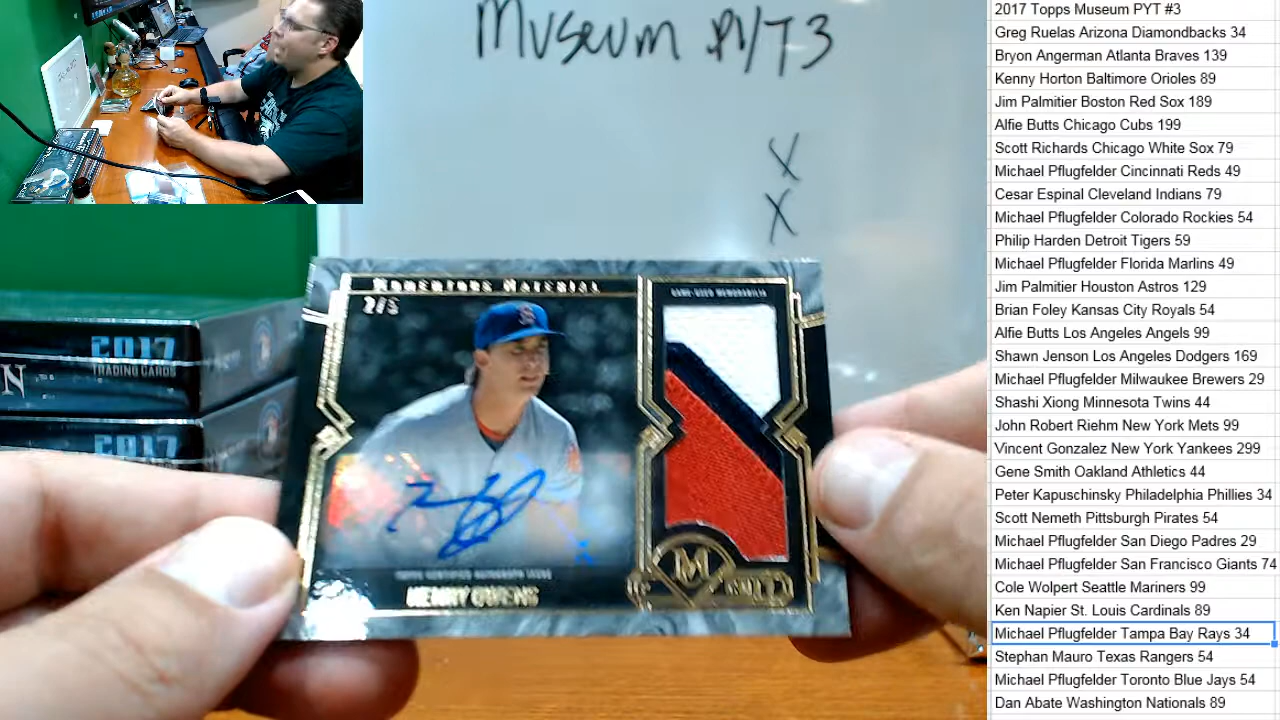 Museum PYT 3
X
X
MOMENTOUS MATERIAL
2/5
GAME-USED MEMORABILIA
TOPPS CERTIFIED AUTOGRAPH ISSUE
HENRY OWENS
M
2017
TRADING CARDS
2017
N
2017 Topps Museum PYT #3
Greg Ruelas Arizona Diamondbacks 34
Bryon Angerman Atlanta Braves 139
Kenny Horton Baltimore Orioles 89
Jim Palmitier Boston Red Sox 189
Alfie Butts Chicago Cubs 199
Scott Richards Chicago White Sox 79
Michael Pflugfelder Cincinnati Reds 49
Cesar Espinal Cleveland Indians 79
Michael Pflugfelder Colorado Rockies 54
Philip Harden Detroit Tigers 59
Michael Pflugfelder Florida Marlins 49
Jim Palmitier Houston Astros 129
Brian Foley Kansas City Royals 54
Alfie Butts Los Angeles Angels 99
Shawn Jenson Los Angeles Dodgers 169
Michael Pflugfelder Milwaukee Brewers 29
Shashi Xiong Minnesota Twins 44
John Robert Riehm New York Mets 99
Vincent Gonzalez New York Yankees 299
Gene Smith Oakland Athletics 44
Peter Kapuschinsky Philadelphia Phillies 34
Scott Nemeth Pittsburgh Pirates 54
Michael Pflugfelder San Diego Padres 29
Michael Pflugfelder San Francisco Giants 74
Cole Wolpert Seattle Mariners 99
Ken Napier St. Louis Cardinals 89
Michael Pflugfelder Tampa Bay Rays 34
Stephan Mauro Texas Rangers 54
Michael Pflugfelder Toronto Blue Jays 54
Dan Abate Washington Nationals 89